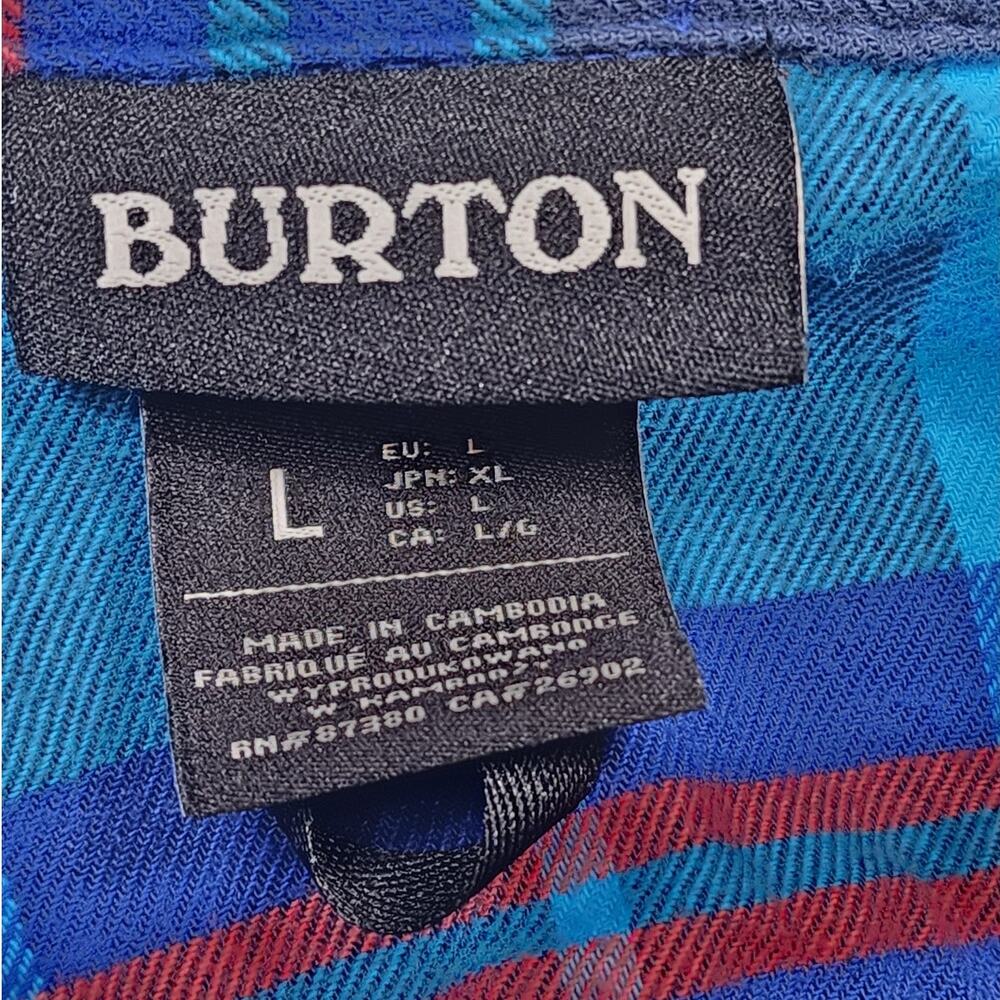 BURTON
L
EU: L
JPN: XL
US: L
CA: L/G
MADE IN CAMBODIA
FABRIQUÉ AU CAMBODGE
WYPRODUKOWANO
W KAMBODŻY
RN#87380 CA#26902